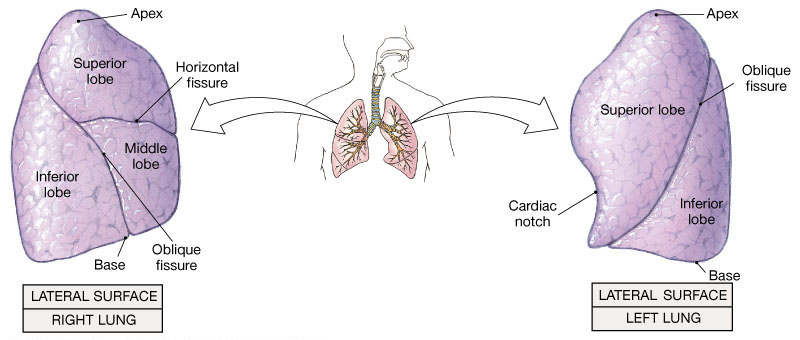 Apex
Superior
lobe
Horizontal
fissure
Middle
lobe
Inferior
lobe
Oblique
fissure
Base
LATERAL SURFACE
RIGHT LUNG
Apex
Oblique
fissure
Superior lobe
Cardiac
notch
Inferior
lobe
Base
LATERAL SURFACE
LEFT LUNG